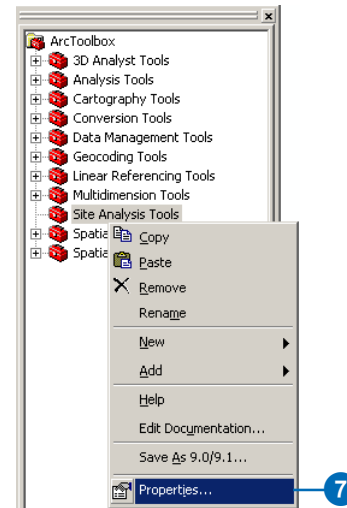 ArcToolbox
3D Analyst Tools
Analysis Tools
Cartography Tools
Conversion Tools
Data Management Tools
Geocoding Tools
Linear Referencing Tools
Multidimension Tools
Site Analysis Tools
Spatia
Spatia
Copy
Paste
Remove
Rename
New
Add
Help
Edit Documentation...
Save As 9.0/9.1...
Properties...
7